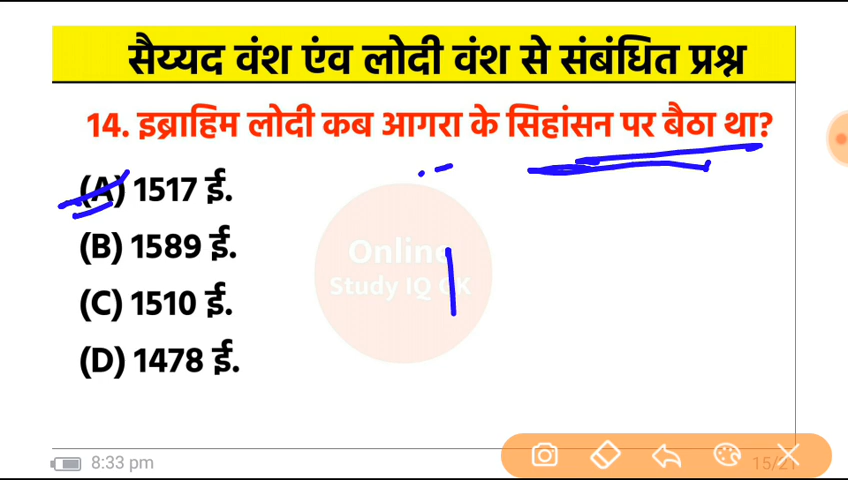 सैय्यद वंश एंव लोदी वंश से संबंधित प्रश्न
14. इब्राहिम लोदी कब आगरा के सिहांसन पर बैठा था?
(A) 1517 ई.
(B) 1589 ई.
(C) 1510 ई.
(D) 1478 ई.
Online
Study IQ GK
8:33 pm
15/21